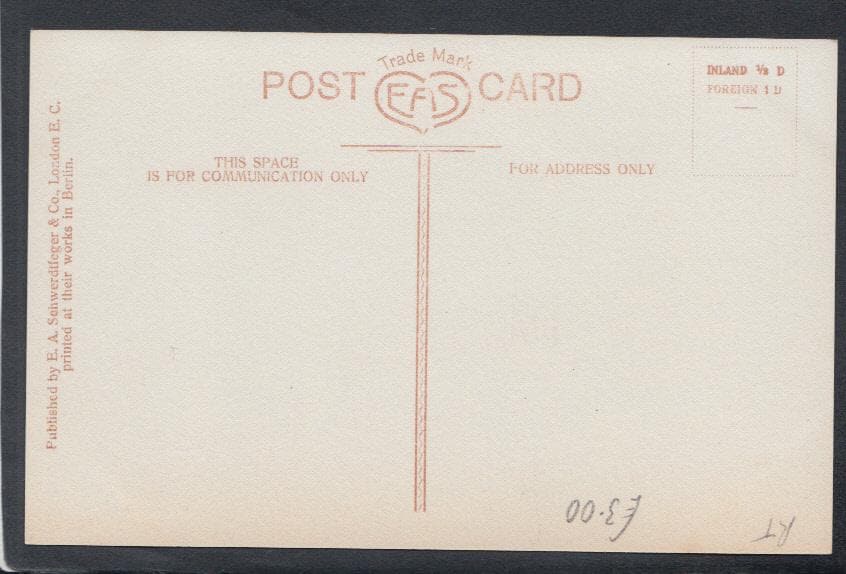 Trade Mark
POST EAS CARD
INLAND ½ D
FOREIGN 1 D
THIS SPACE
IS FOR COMMUNICATION ONLY
FOR ADDRESS ONLY
Published by E. A. Schwerdtfeger & Co., London E. C.
printed at their works in Berlin.
£3.00
RT